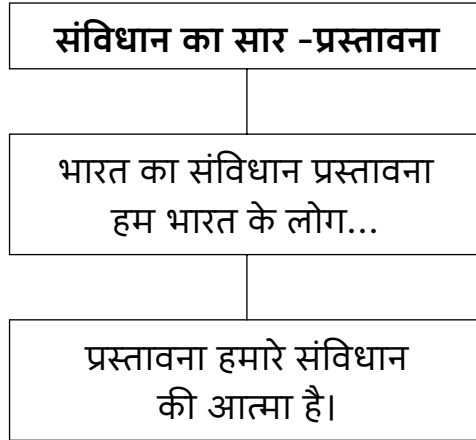 संविधान का सार -प्रस्तावना
भारत का संविधान प्रस्तावना
हम भारत के लोग...
प्रस्तावना हमारे संविधान
की आत्मा है।